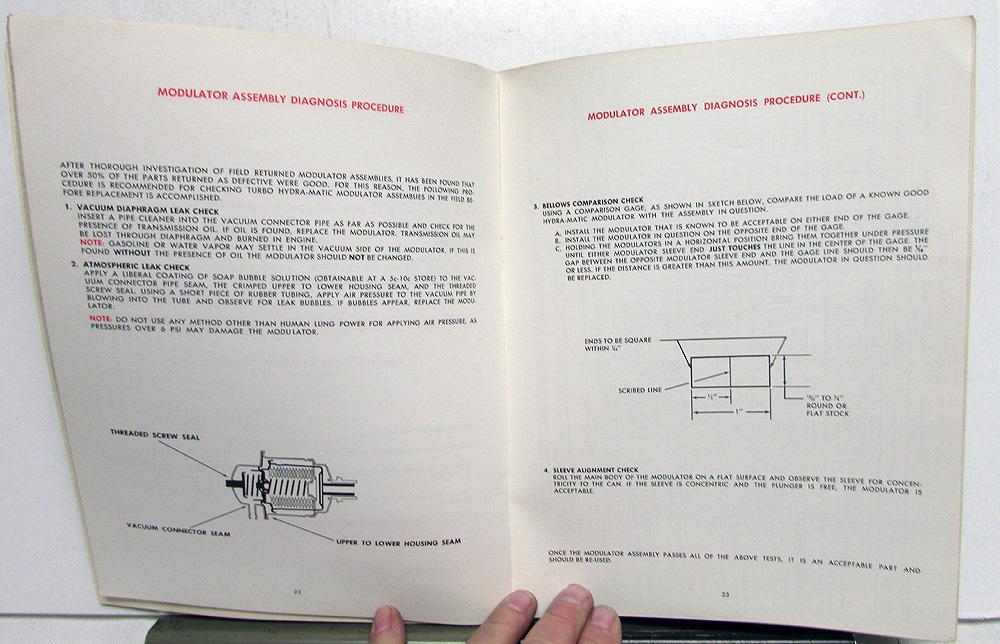 MODULATOR ASSEMBLY DIAGNOSIS PROCEDURE
AFTER THOROUGH INVESTIGATION OF FIELD RETURNED MODULATOR ASSEMBLIES, IT HAS BEEN FOUND THAT
OVER 50% OF THE PARTS RETURNED AS DEFECTIVE WERE GOOD. FOR THIS REASON, THE FOLLOWING PRO-
CEDURE IS RECOMMENDED FOR CHECKING TURBO HYDRA-MATIC MODULATOR ASSEMBLIES IN THE FIELD BE-
FORE REPLACEMENT IS ACCOMPLISHED.
1. VACUUM DIAPHRAGM LEAK CHECK
INSERT A PIPE CLEANER INTO THE VACUUM CONNECTOR PIPE AS FAR AS POSSIBLE AND CHECK FOR THE
PRESENCE OF TRANSMISSION OIL. IF OIL IS FOUND, REPLACE THE MODULATOR. TRANSMISSION OIL MAY
BE LOST THROUGH DIAPHRAGM AND BURNED IN ENGINE.
NOTE: GASOLINE OR WATER VAPOR MAY SETTLE IN THE VACUUM SIDE OF THE MODULATOR. IF THIS IS
FOUND WITHOUT THE PRESENCE OF OIL THE MODULATOR SHOULD NOT BE CHANGED.
2. ATMOSPHERIC LEAK CHECK
APPLY A LIBERAL COATING OF SOAP BUBBLE SOLUTION (OBTAINABLE AT A 5c-10c STORE) TO THE VAC-
UUM CONNECTOR PIPE SEAM, THE CRIMPED UPPER TO LOWER HOUSING SEAM, AND THE THREADED
SCREW SEAL. USING A SHORT PIECE OF RUBBER TUBING, APPLY AIR PRESSURE TO THE VACUUM PIPE BY
BLOWING INTO THE TUBE AND OBSERVE FOR LEAK BUBBLES. IF BUBBLES APPEAR, REPLACE THE MODU-
LATOR.
NOTE: DO NOT USE ANY METHOD OTHER THAN HUMAN LUNG POWER FOR APPLYING AIR PRESSURE, AS
PRESSURES OVER 6 PSI MAY DAMAGE THE MODULATOR.
THREADED SCREW SEAL
VACUUM CONNECTOR SEAM
UPPER TO LOWER HOUSING SEAM
22
MODULATOR ASSEMBLY DIAGNOSIS PROCEDURE (CONT.)
3. BELLOWS COMPARISON CHECK
USING A COMPARISON GAGE, AS SHOWN IN SKETCH BELOW, COMPARE THE LOAD OF A KNOWN GOOD
HYDRA-MATIC MODULATOR WITH THE ASSEMBLY IN QUESTION.
A. INSTALL THE MODULATOR THAT IS KNOWN TO BE ACCEPTABLE ON EITHER END OF THE GAGE.
B. INSTALL THE MODULATOR IN QUESTION ON THE OPPOSITE END OF THE GAGE.
C. HOLDING THE MODULATORS IN A HORIZONTAL POSITION BRING THEM TOGETHER UNDER PRESSURE
UNTIL EITHER MODULATOR SLEEVE END JUST TOUCHES THE LINE IN THE CENTER OF THE GAGE. THE
GAP BETWEEN THE OPPOSITE MODULATOR SLEEVE END AND THE GAGE LINE SHOULD THEN BE
OR LESS. IF THE DISTANCE IS GREATER THAN THIS AMOUNT, THE MODULATOR IN QUESTION SHOULD
BE REPLACED.
ENDS TO BE SQUARE
WITHIN
SCRIBED LINE
½"
1"
TO
ROUND OR
FLAT STOCK
4. SLEEVE ALIGNMENT CHECK
ROLL THE MAIN BODY OF THE MODULATOR ON A FLAT SURFACE AND OBSERVE THE SLEEVE FOR CONCEN-
TRICITY TO THE CAN. IF THE SLEEVE IS CONCENTRIC AND THE PLUNGER IS FREE, THE MODULATOR IS
ACCEPTABLE.
ONCE THE MODULATOR ASSEMBLY PASSES ALL OF THE ABOVE TESTS, IT IS AN ACCEPTABLE PART AND
SHOULD BE RE-USED.
23